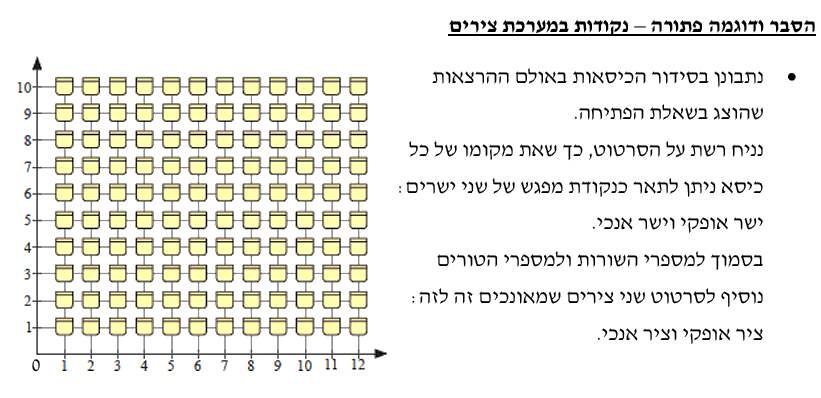 הסבר ודוגמה פתורה – נקודות במערכת צירים
• נתבונן בסידור הכיסאות באולם ההרצאות
שהוצג בשאלת הפתיחה.
נניח רשת על הסרטוט, כך שאת מקומו של כל
כיסא ניתן לתאר כנקודת מפגש של שני ישרים:
ישר אופקי וישר אנכי.
בסמוך למספרי השורות ולמספרי הטורים
נוסיף לסרטוט שני צירים שמאונכים זה לזה:
ציר אופקי וציר אנכי.
10
9
8
7
6
5
4
3
2
1
0 1 2 3 4 5 6 7 8 9 10 11 12